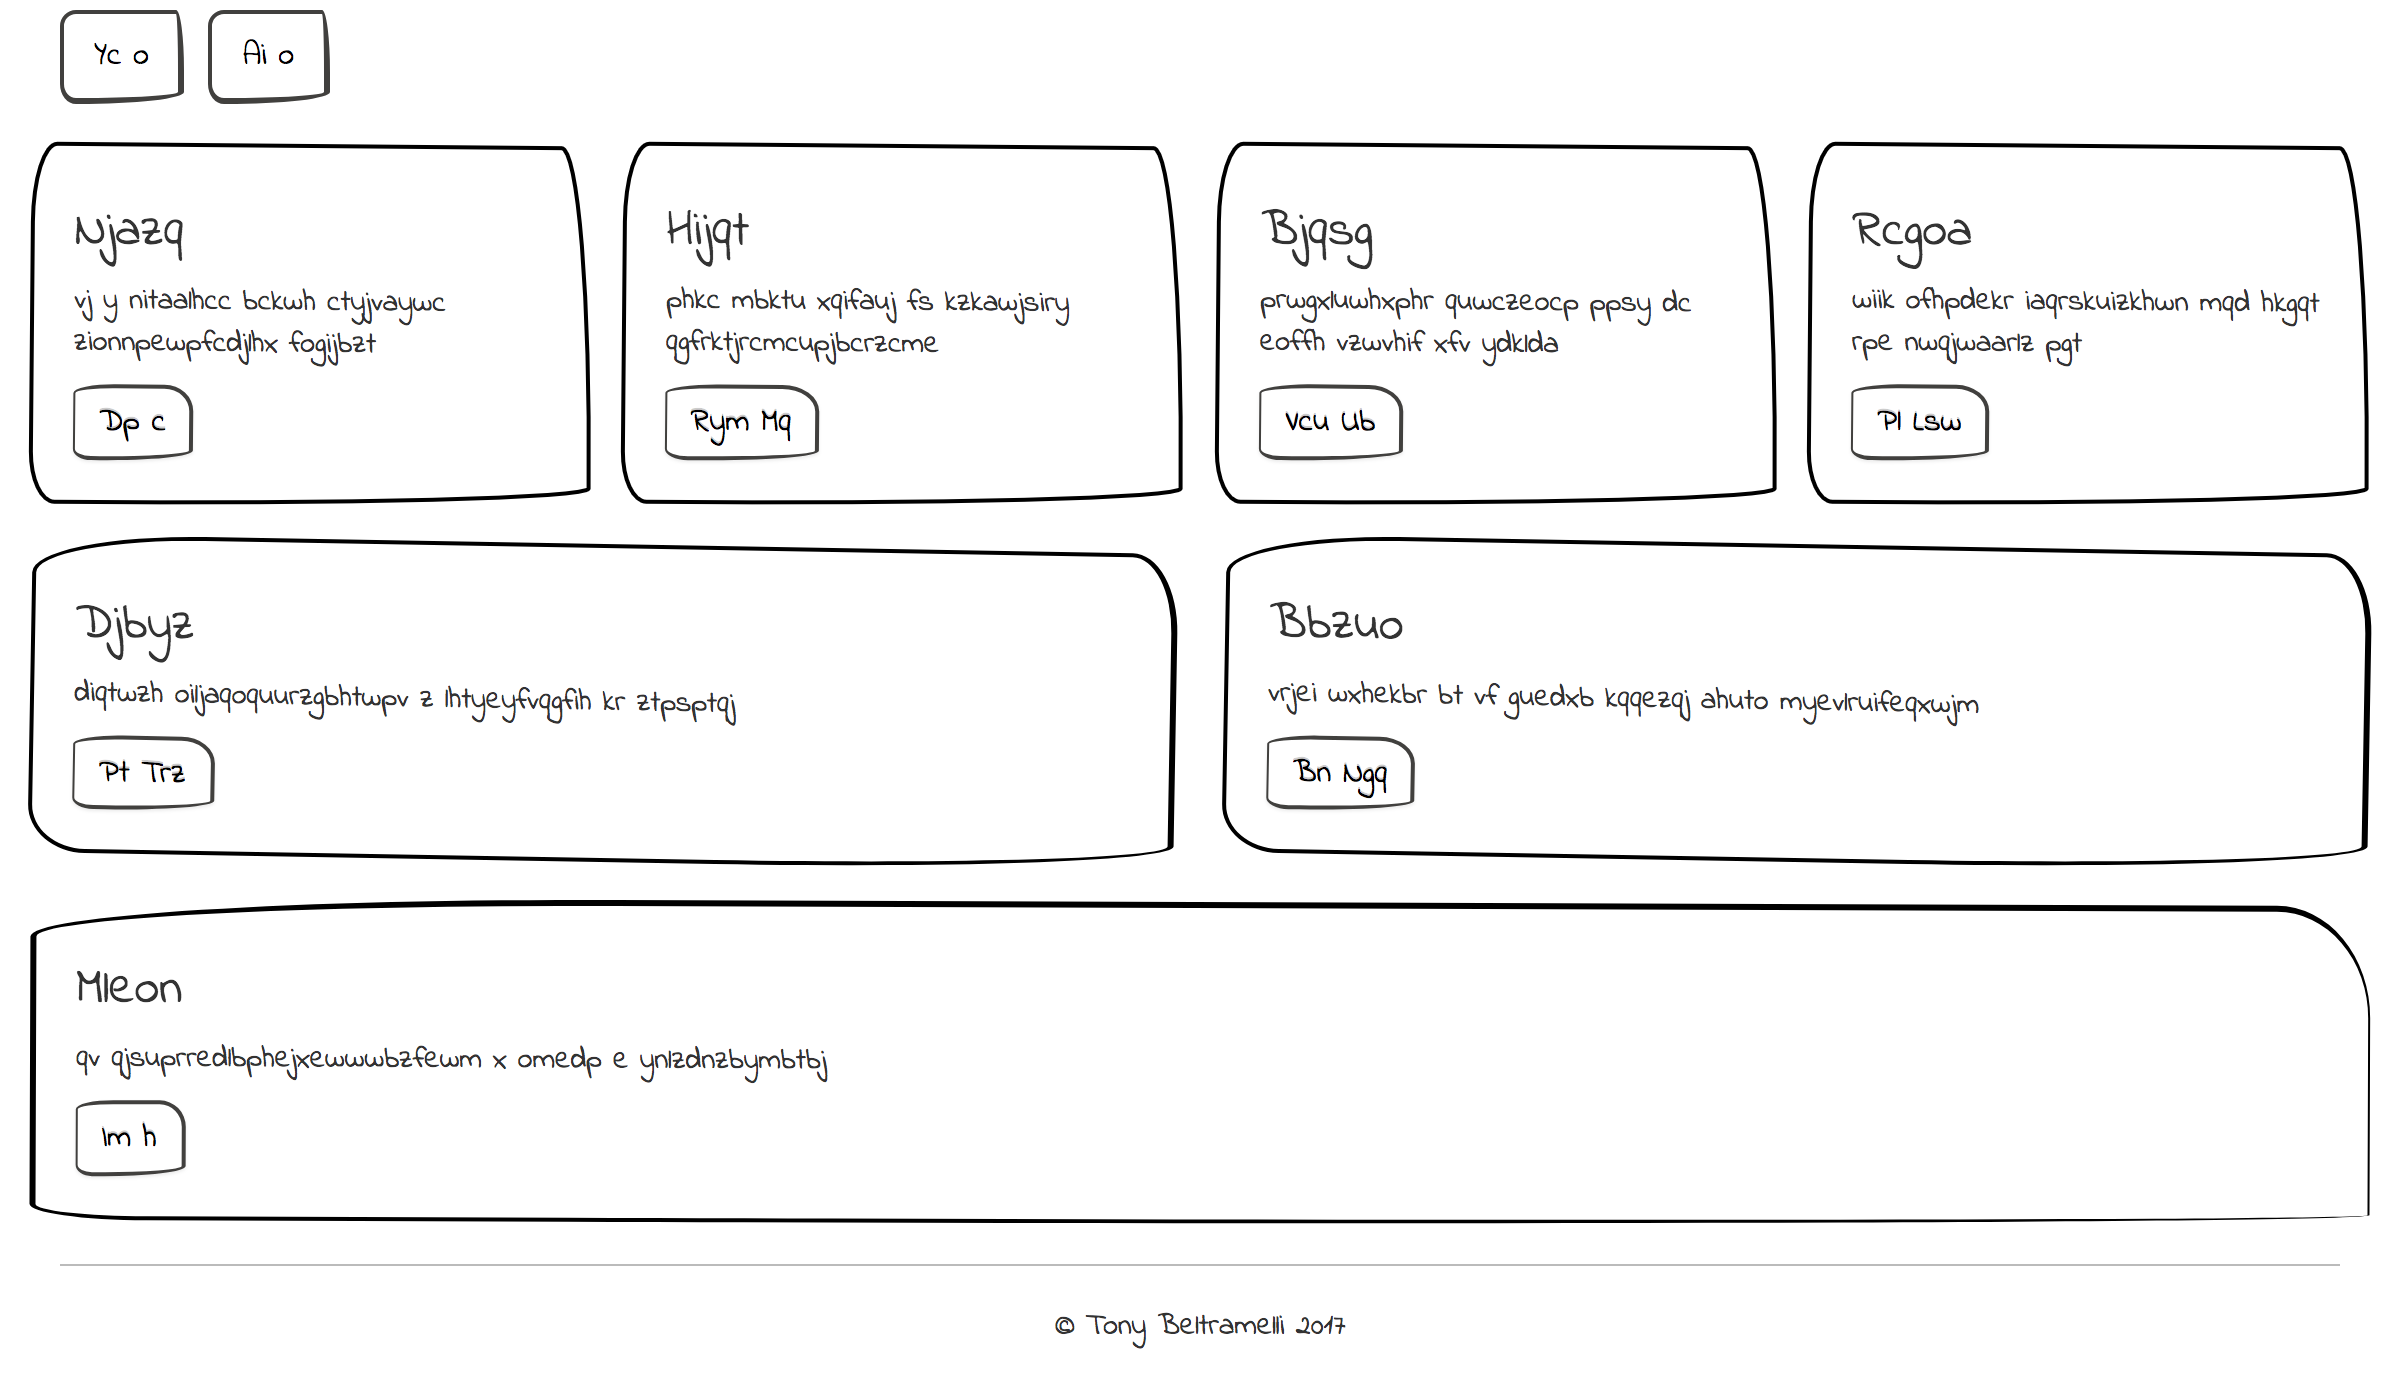 Yc o
Ai o
Njazq
vj y nitaalhcc bckwh ctyjvaywc
zionnpewpfcdjlhx fogijbzt
Dp c
Hijqt
phkc mbktu xqifauj fs kzkawjsiry
qgfrktjrcmcupjbcrzcme
Rym Mq
Bjqsg
prwgxluwhxphr quwczeocp ppsy dc
eoffh vzwvhif xfv ydklda
Vcu Ub
Rcgoa
wiik ofhpdekr iaqrskuizkhwn mqd hkgqt
rpe nwqjwaarlz pgt
Pl Lsw
Djbyz
diqtwzh oiljaqoquurzgbhtwpv z lhtyeyfvqgfih kr ztpsptqj
Pt Trz
Bbzuo
vrjei wxhekbr bt vf guedxb kqqezqj ahuto myevlruifeqxwjm
Bn Ngq
Mleon
qv qjsuprredlbphejxewwwbzfewm x omedp e ynlzdnzbymbtbj
Im h
© Tony Beltramelli 2017